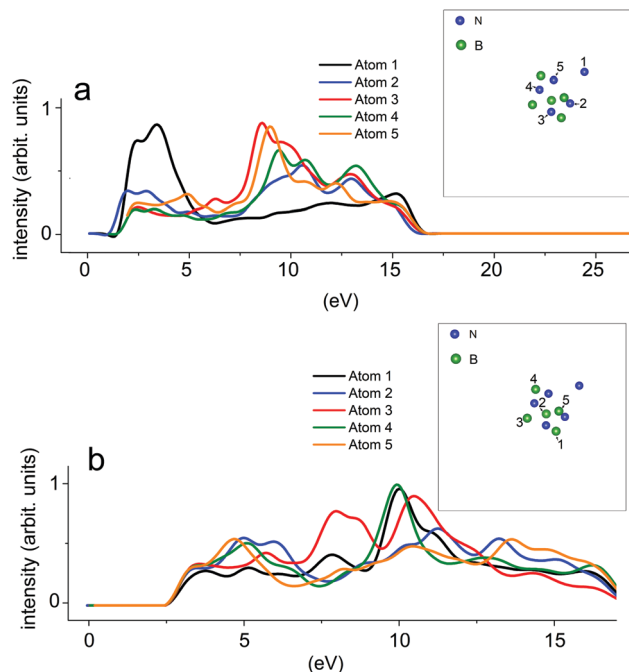 a
Atom 1
Atom 2
Atom 3
Atom 4
Atom 5
N
B
1
5
4
2
3
intensity (arbit. units)
1
0
0
5
10
15
20
25
(eV)
b
Atom 1
Atom 2
Atom 3
Atom 4
Atom 5
N
B
4
2
5
3
1
intensity (arbit. units)
1
0
0
5
10
15
(eV)